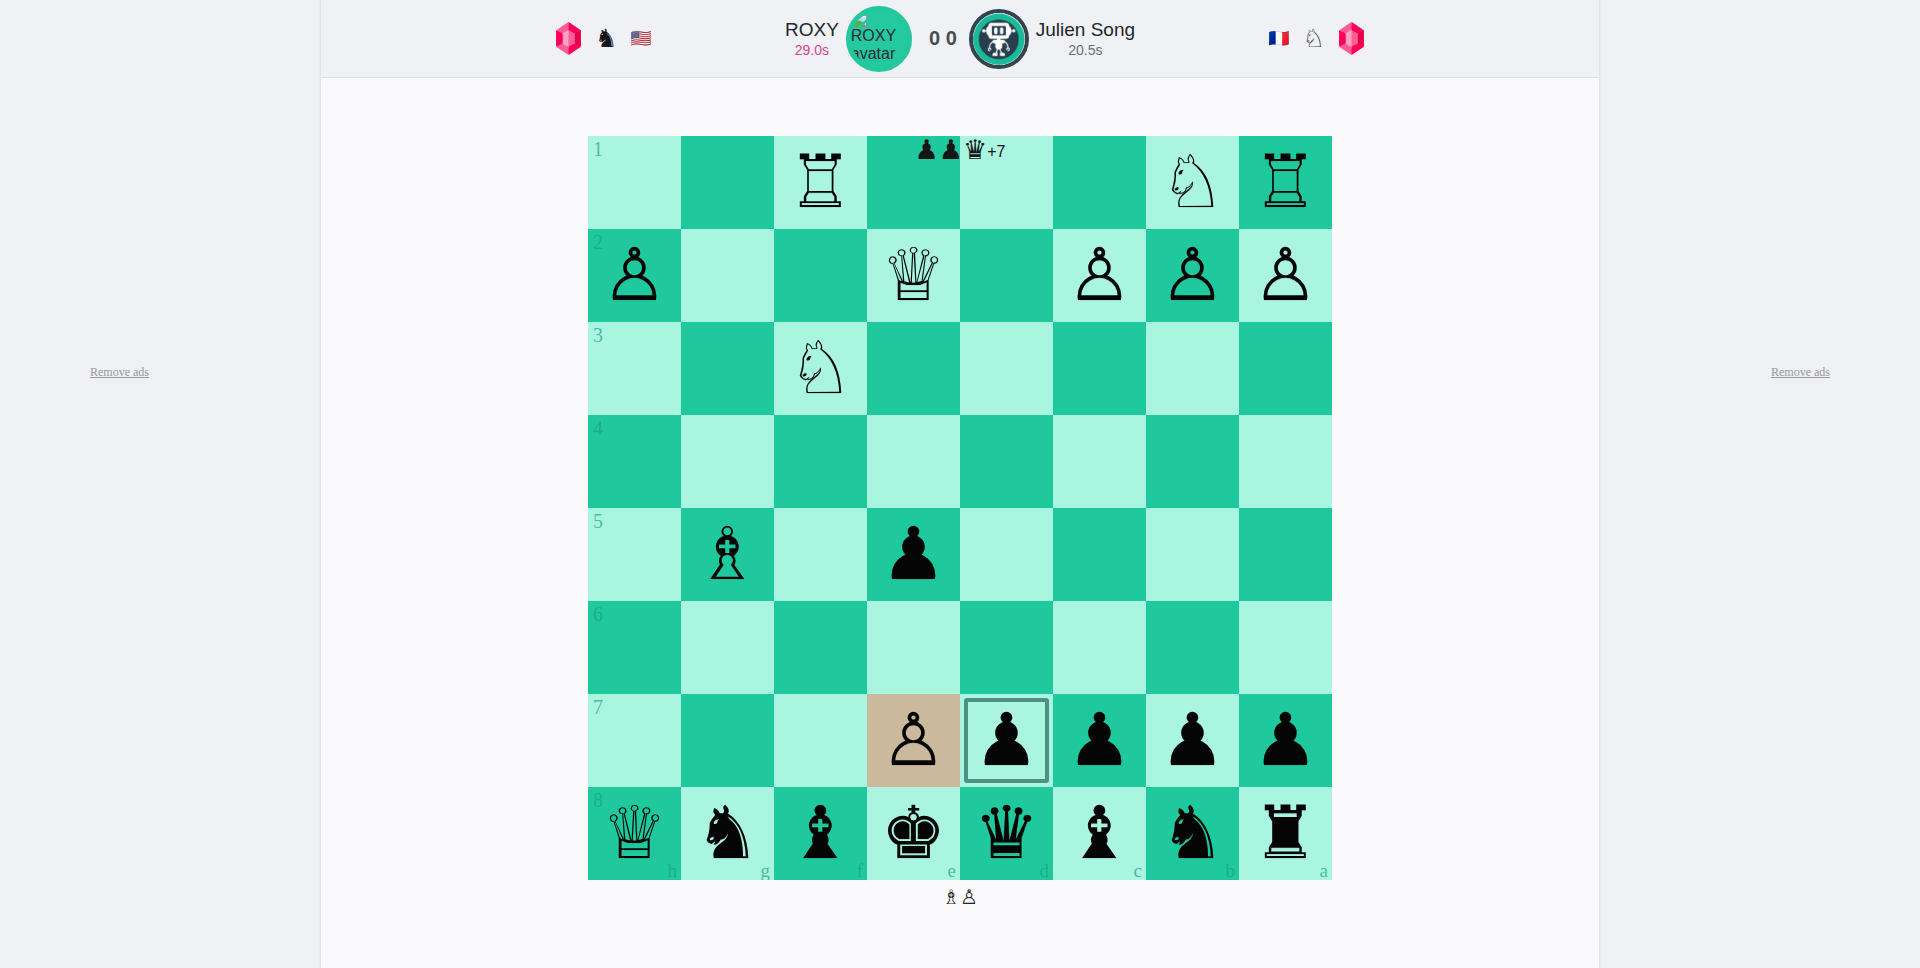 ROXY
29.0s
ROXY
avatar
0 0
Julien Song
20.5s
+7
1
2
3
4
5
6
7
8
h g f e d c b a
Remove ads
Remove ads